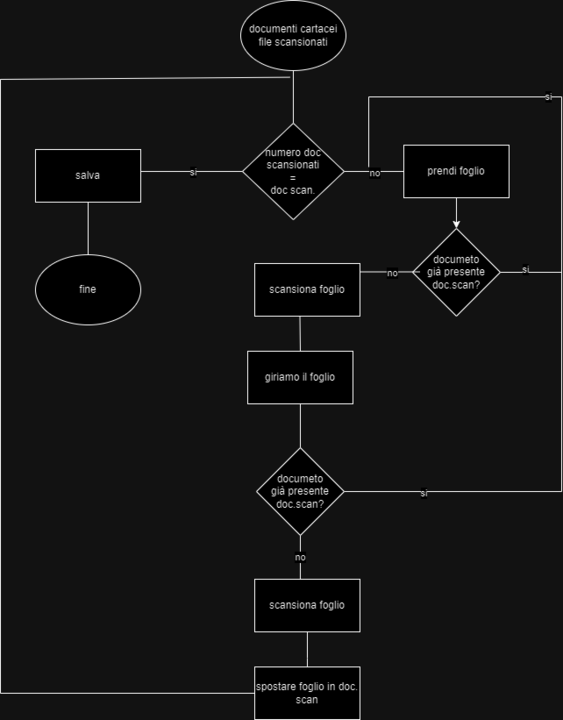 documenti cartacei
file scansionati
si
numero doc
scansionati
=
doc scan.
si
no
prendi foglio
salva
documeto
già presente
doc.scan?
si
no
scansiona foglio
fine
giriamo il foglio
documeto
già presente
doc.scan?
si
no
scansiona foglio
spostare foglio in doc.
scan